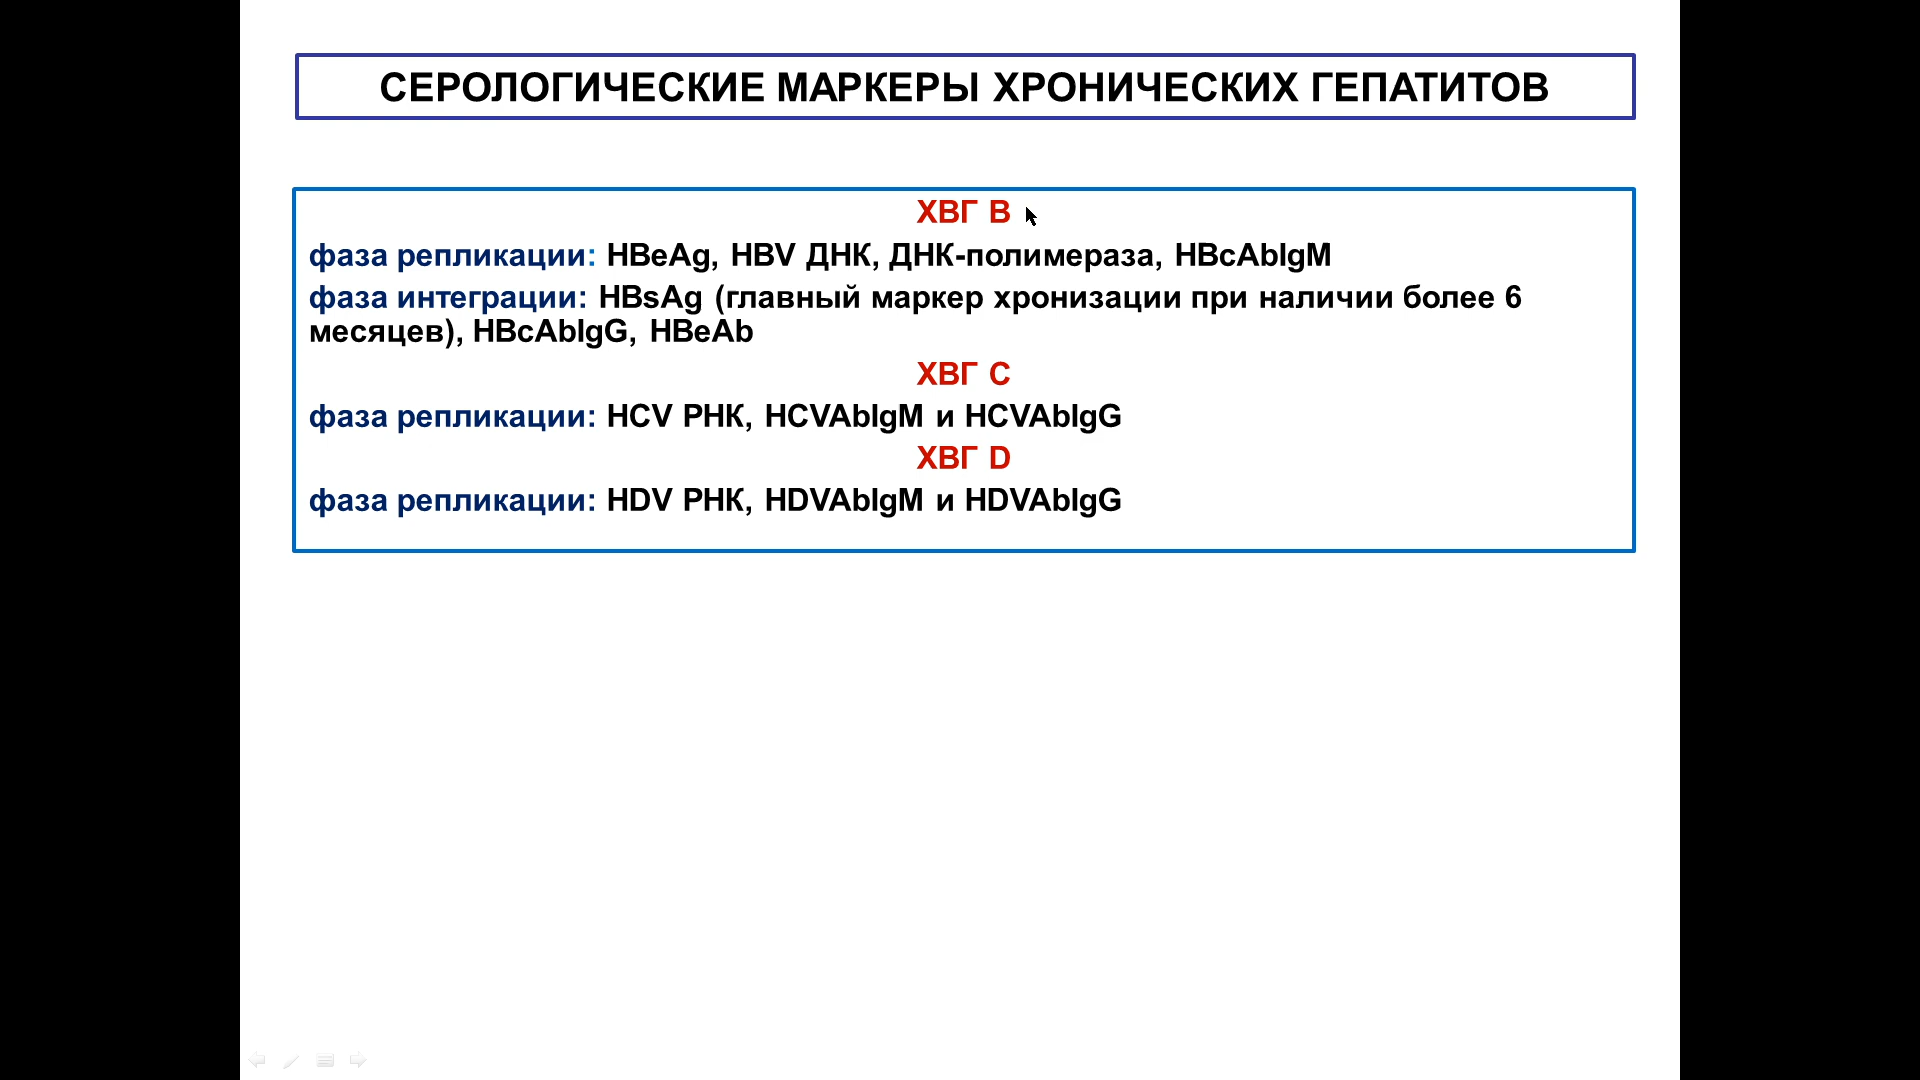 СЕРОЛОГИЧЕСКИЕ МАРКЕРЫ ХРОНИЧЕСКИХ ГЕПАТИТОВ
ХВГ В
фаза репликации: HBeAg, HBV ДНК, ДНК-полимераза, HBcAbIgM
фаза интеграции: HBsAg (главный маркер хронизации при наличии более 6
месяцев), HBcAbIgG, HBeAb
ХВГ С
фаза репликации: HCV РНК, HCVAbIgM и HCVAbIgG
ХВГ D
фаза репликации: HDV РНК, HDVAbIgM и HDVAbIgG